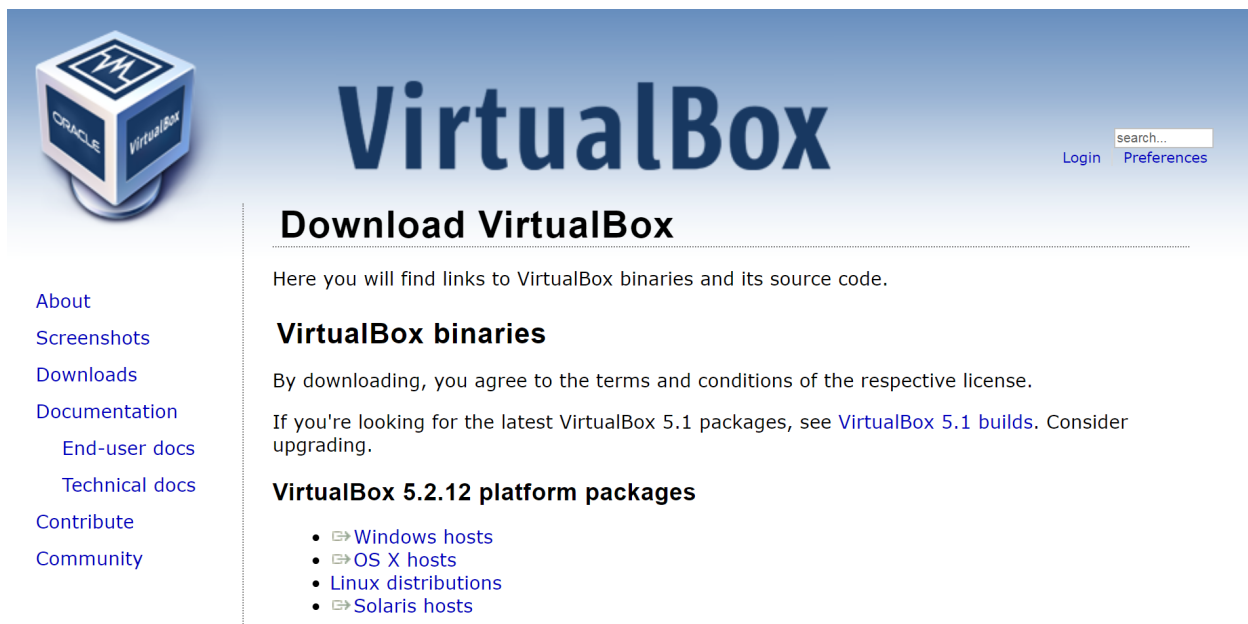 ORACLE
VirtualBox
VirtualBox
search...
Login Preferences
Download VirtualBox
Here you will find links to VirtualBox binaries and its source code.
About
Screenshots
Downloads
Documentation
End-user docs
Technical docs
Contribute
Community
VirtualBox binaries
By downloading, you agree to the terms and conditions of the respective license.
If you're looking for the latest VirtualBox 5.1 packages, see VirtualBox 5.1 builds. Consider
upgrading.
VirtualBox 5.2.12 platform packages
Windows hosts
OS X hosts
Linux distributions
Solaris hosts